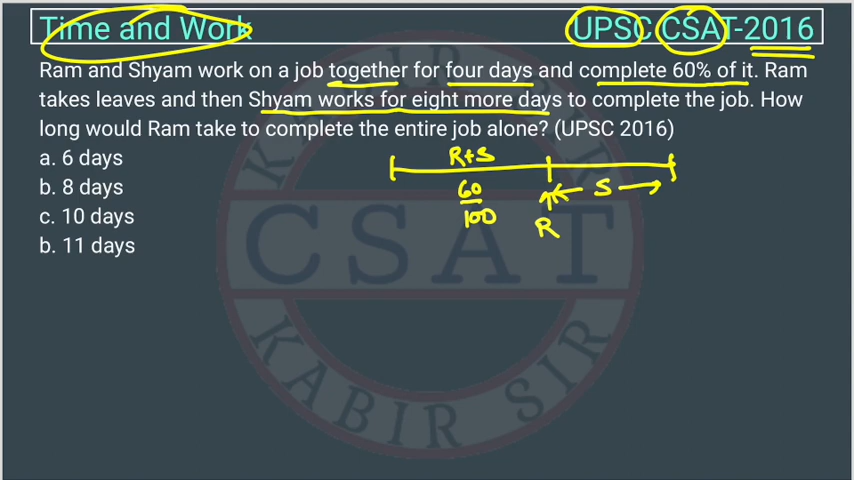 Time and Work UPSC CSAT-2016
Ram and Shyam work on a job together for four days and complete 60% of it. Ram
takes leaves and then Shyam works for eight more days to complete the job. How
long would Ram take to complete the entire job alone? (UPSC 2016)
a. 6 days
b. 8 days
c. 10 days
b. 11 days
R+S
60
100
S
R
CSAT
KABIR SIR
KABIR SIR